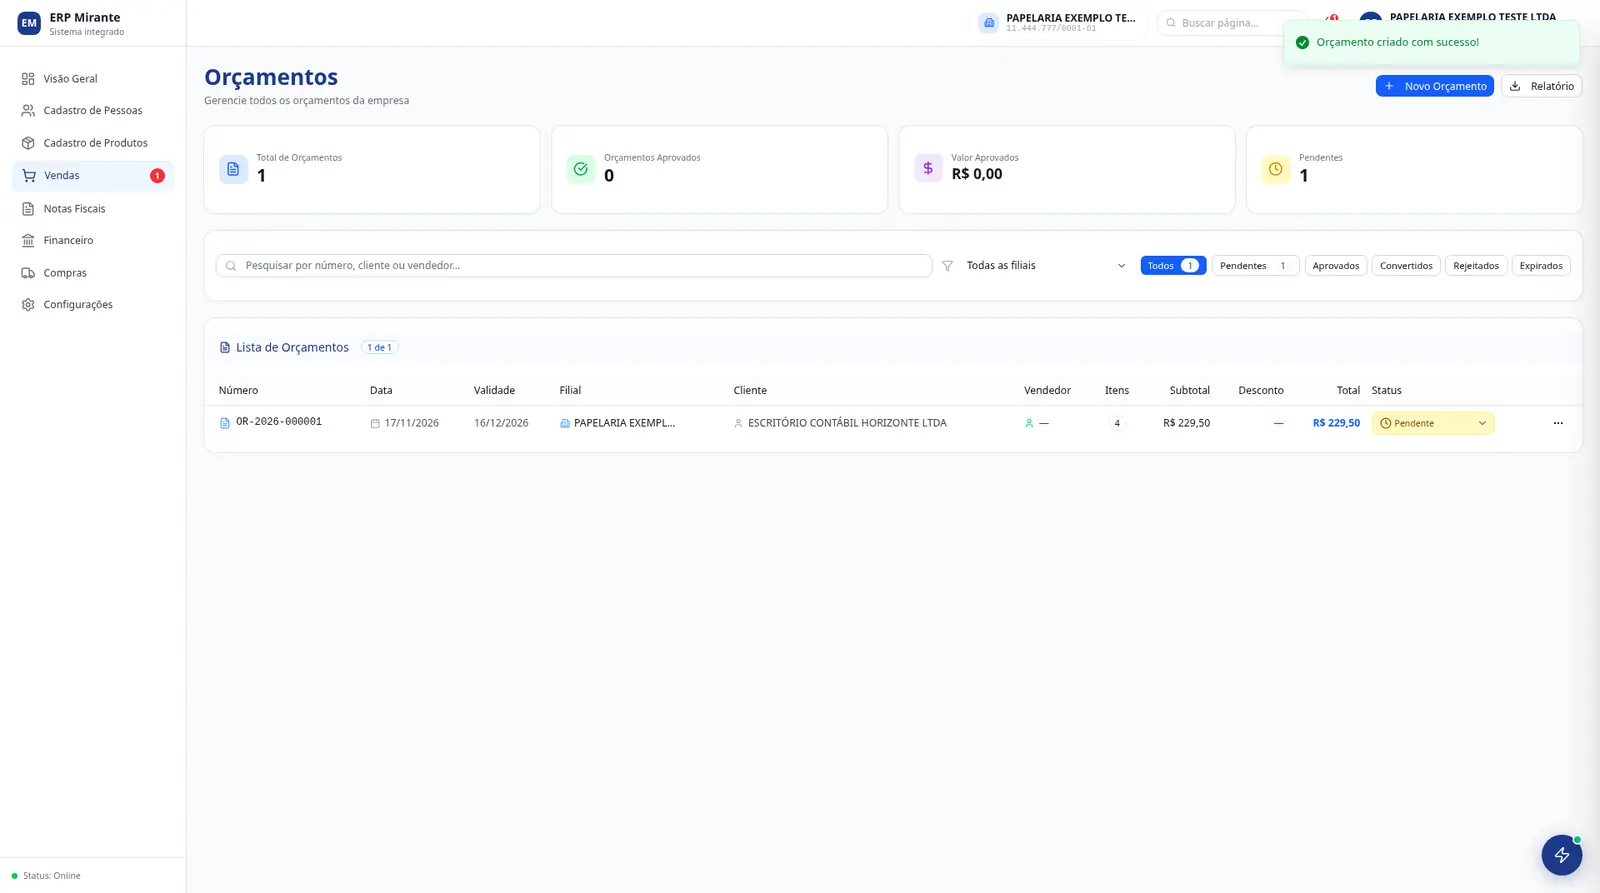 EM
ERP Mirante
Sistema integrado
PAPELARIA EXEMPLO TE...
11.444.777/0001-61
Buscar página...
1
PAPELARIA EXEMPLO TESTE LTDA
Orçamento criado com sucesso!
Visão Geral
Cadastro de Pessoas
Cadastro de Produtos
Vendas 1
Notas Fiscais
Financeiro
Compras
Configurações
Status: Online
Orçamentos
Gerencie todos os orçamentos da empresa
Novo Orçamento
Relatório
Total de Orçamentos
1
Orçamentos Aprovados
0
Valor Aprovados
R$ 0,00
Pendentes
1
Pesquisar por número, cliente ou vendedor...
Todas as filiais
Todos 1
Pendentes 1
Aprovados
Convertidos
Rejeitados
Expirados
Lista de Orçamentos 1 de 1
Número Data Validade Filial Cliente Vendedor Itens Subtotal Desconto Total Status
OR-2026-000001 17/11/2026 16/12/2026 PAPELARIA EXEMPL... ESCRITÓRIO CONTÁBIL HORIZONTE LTDA — 4 R$ 229,50 — R$ 229,50 Pendente ...